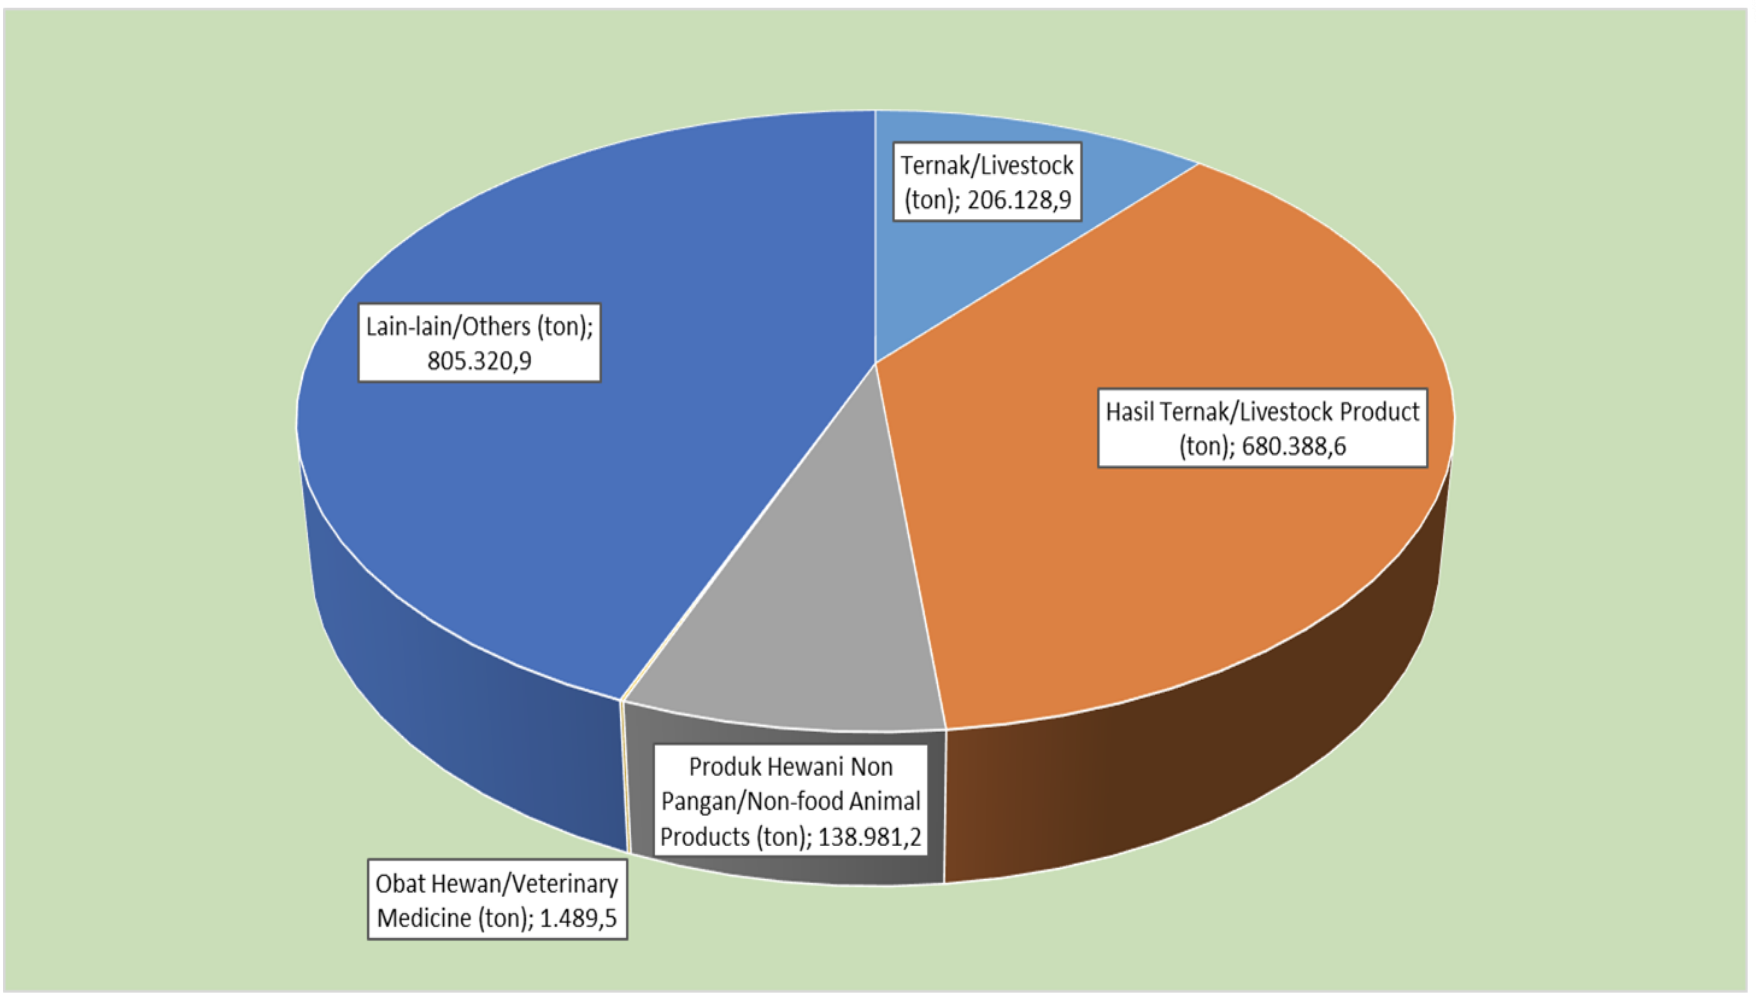 Ternak/Livestock
(ton); 206.128,9
Lain-lain/Others (ton);
805.320,9
Hasil Ternak/Livestock Product
(ton); 680.388,6
Produk Hewani Non
Pangan/Non-food Animal
Products (ton); 138.981,2
Obat Hewan/Veterinary
Medicine (ton); 1.489,5